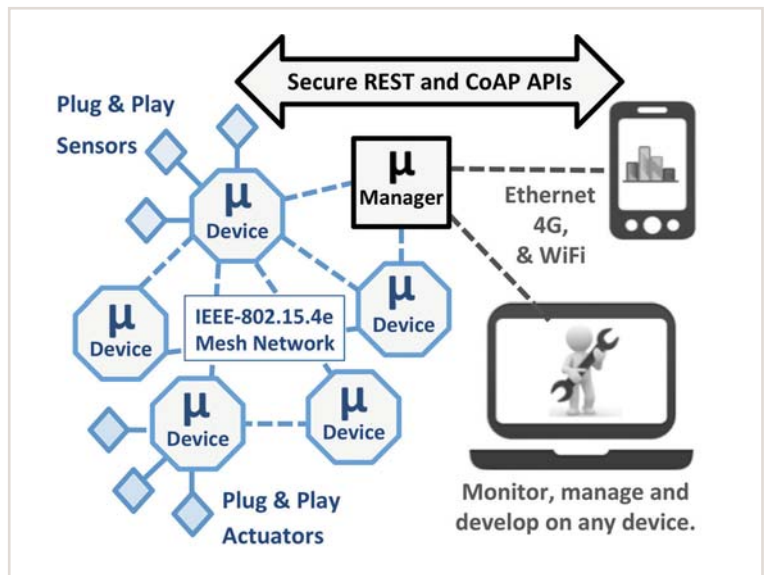 Secure REST and CoAP APIs
Plug & Play
Sensors
μ
Manager
Ethernet
4G,
& WiFi
μ
Device
μ
Device
IEEE-802.15.4e
Mesh Network
μ
Device
μ
Device
μ
Device
Plug & Play
Actuators
Monitor, manage and
develop on any device.